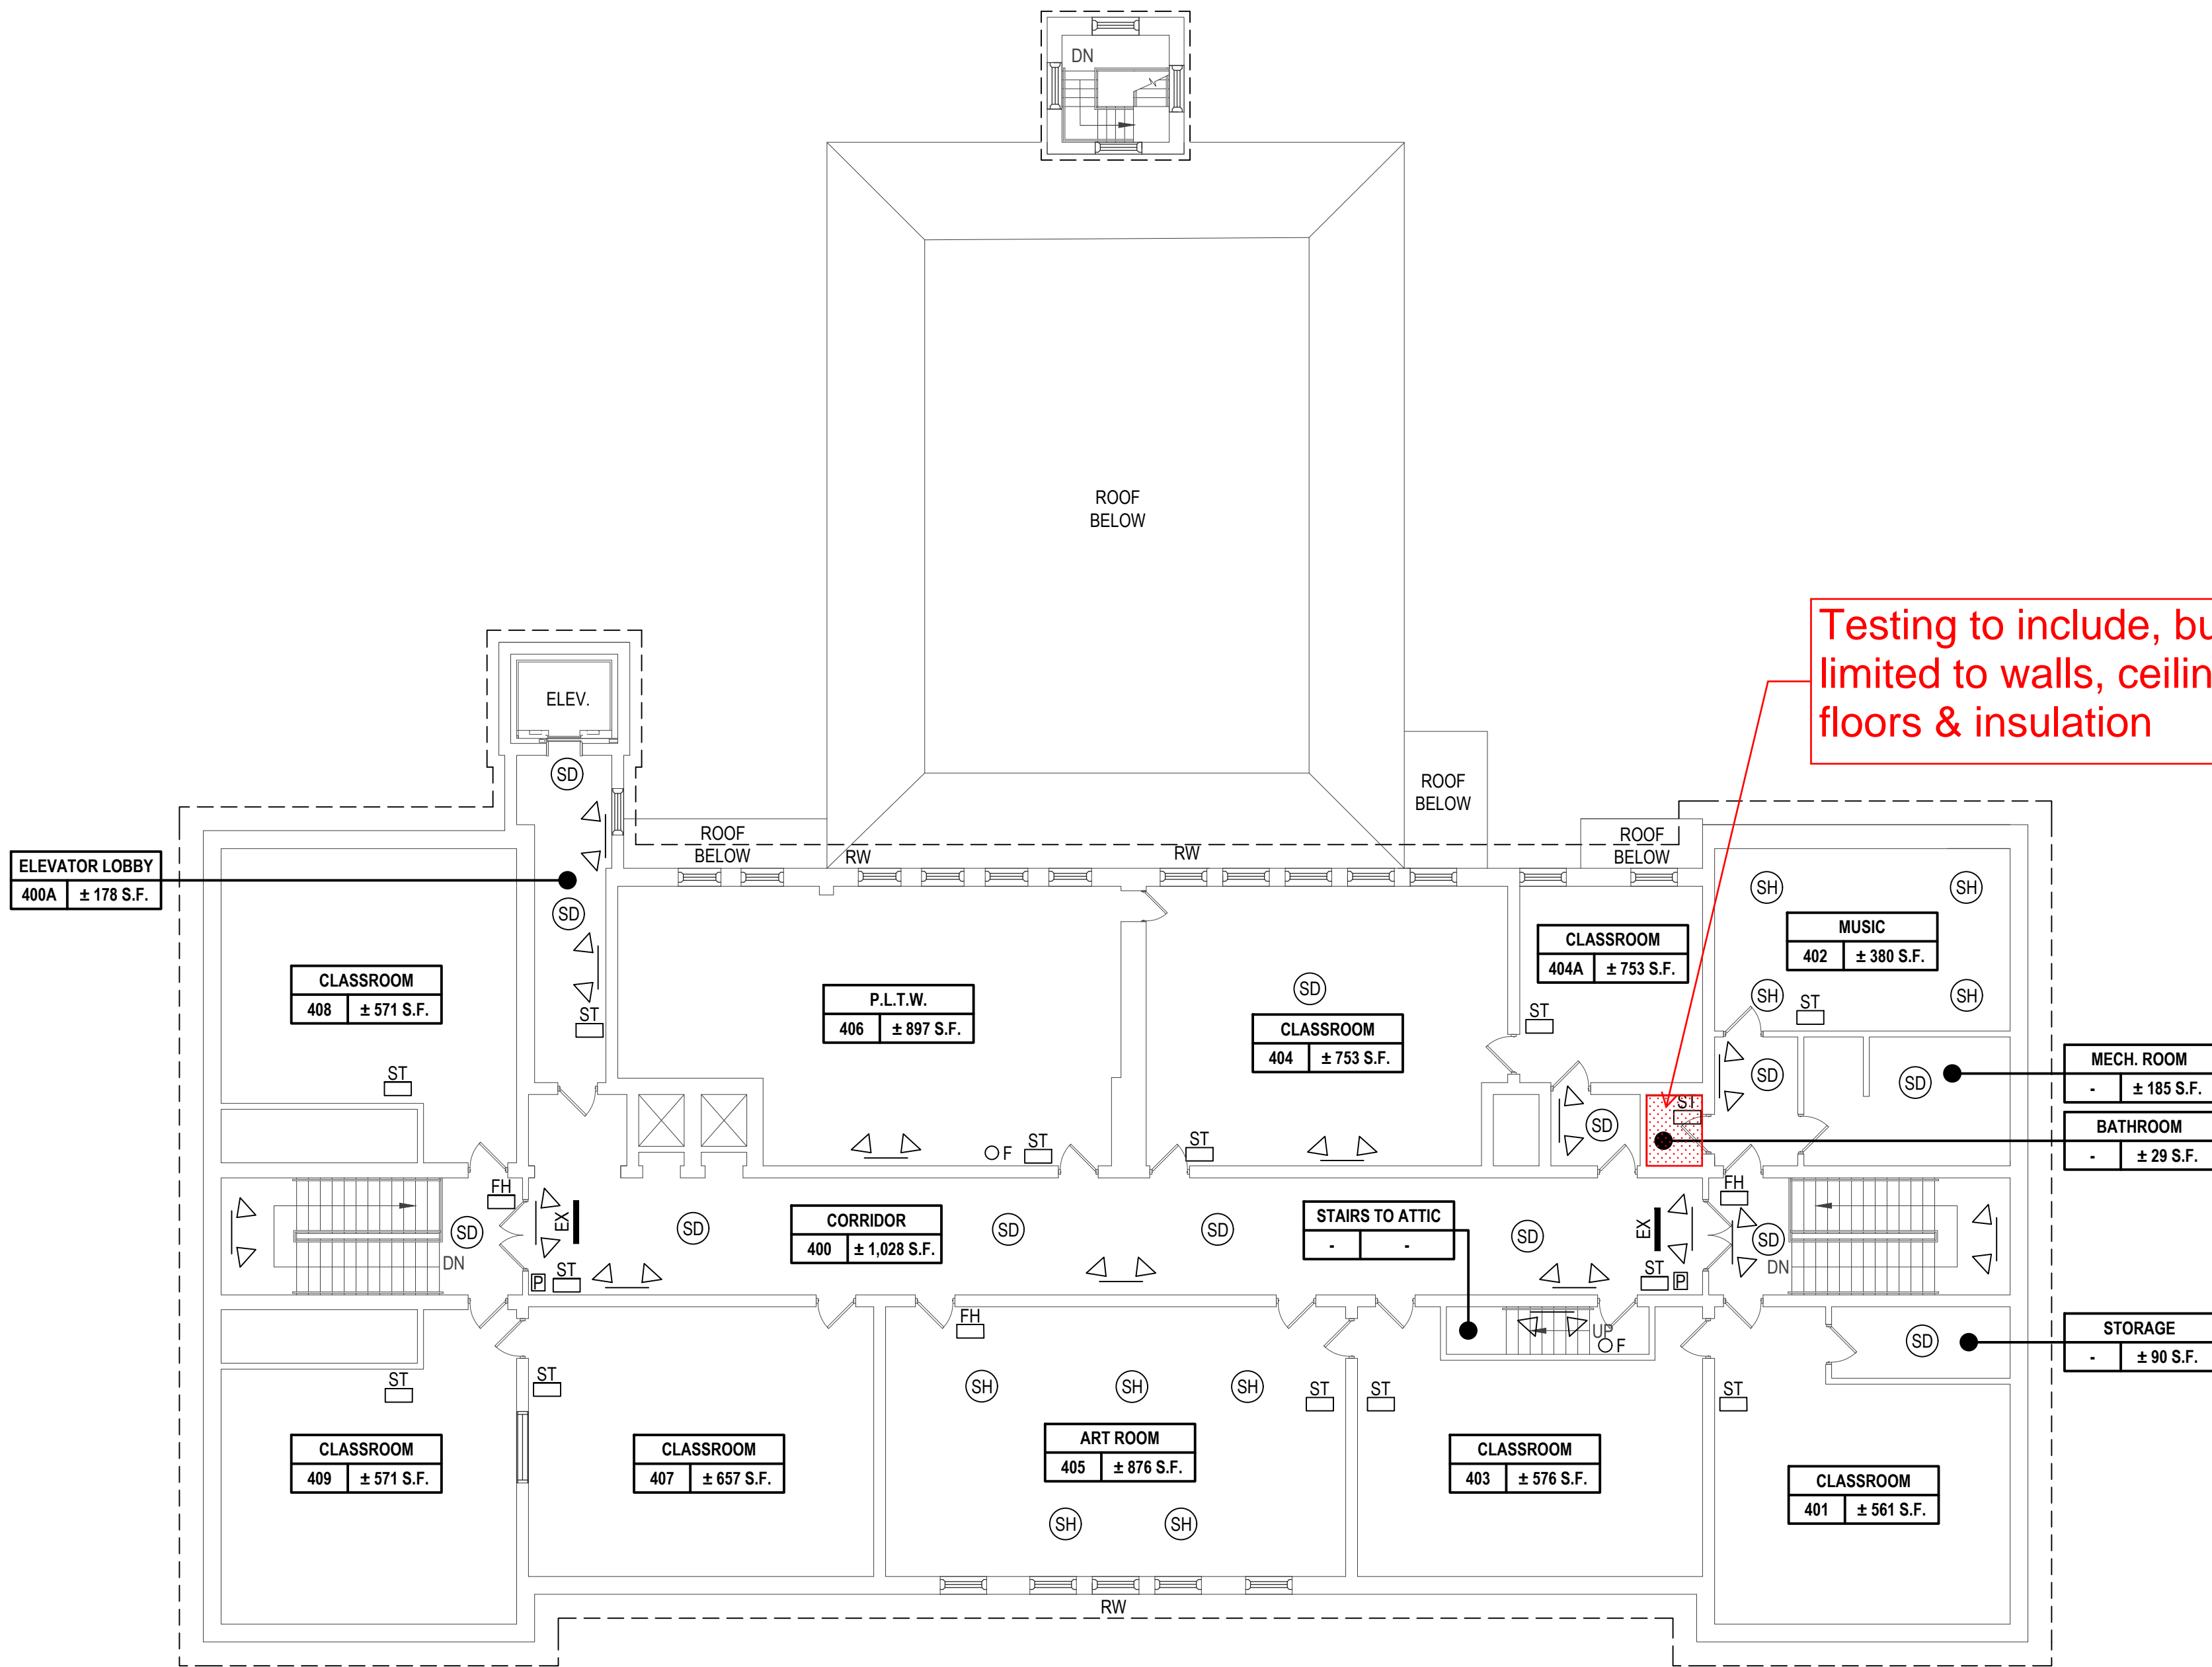 DN
ROOF
BELOW
Testing to include, bu
limited to walls, ceilin
floors & insulation
ELEV.
SD
ROOF
BELOW
ROOF
BELOW
ROOF
BELOW
RW
RW
ELEVATOR LOBBY
400A ± 178 S.F.
SD
SH
SH
MUSIC
402 ± 380 S.F.
CLASSROOM
404A ± 753 S.F.
CLASSROOM
408 ± 571 S.F.
P.L.T.W.
406 ± 897 S.F.
SD
CLASSROOM
404 ± 753 S.F.
SH
SH
ST
ST
ST
ST
SD
SD
MECH. ROOM
- ± 185 S.F.
ST
SD
BATHROOM
- ± 29 S.F.
F
ST
ST
FH
FH
SD
EX
SD
CORRIDOR
400 ± 1,028 S.F.
SD
SD
STAIRS TO ATTIC
- -
SD
EX
SD
DN
DN
P
ST
ST
P
FH
UP
F
SD
STORAGE
- ± 90 S.F.
ST
ST
SH
SH
SH
ST
ST
ST
CLASSROOM
409 ± 571 S.F.
CLASSROOM
407 ± 657 S.F.
ART ROOM
405 ± 876 S.F.
CLASSROOM
403 ± 576 S.F.
CLASSROOM
401 ± 561 S.F.
SH
SH
RW